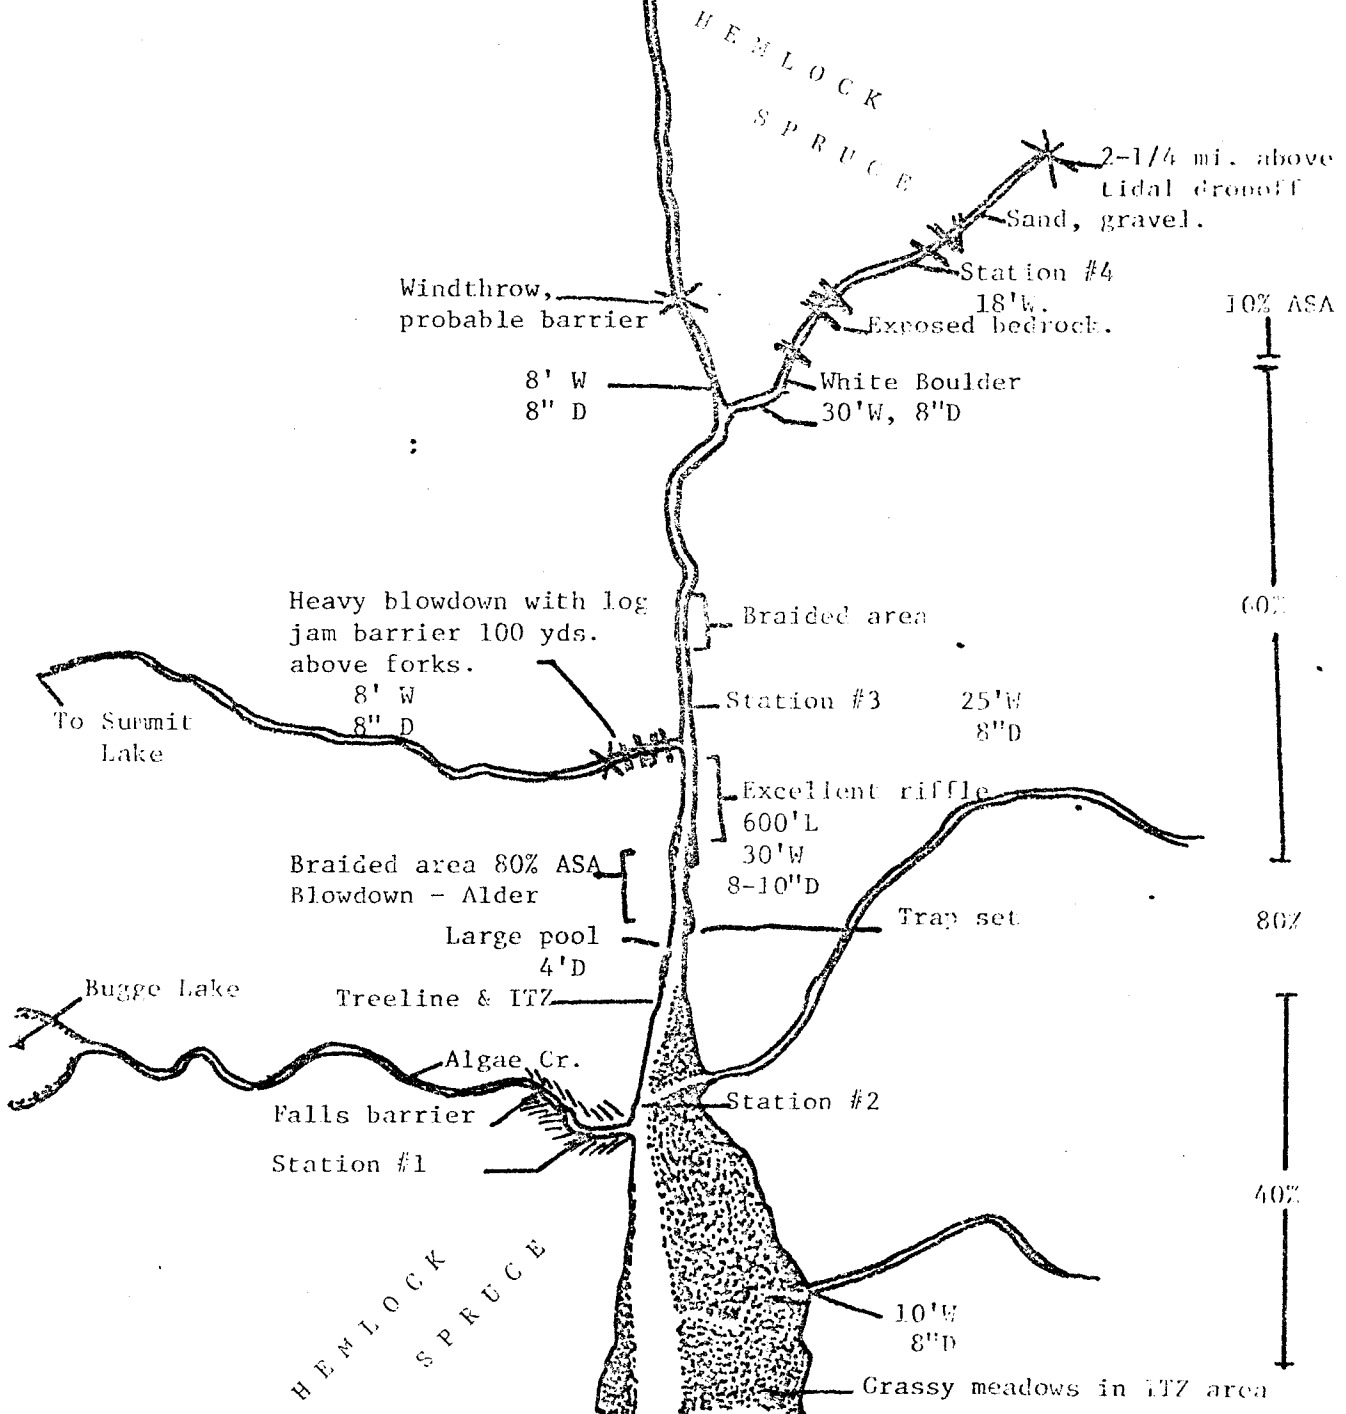 HEMLOCK
SPRUCE
2-1/4 mi. above
tidal dropoff
Sand, gravel.
Station #4
18'W.
Windthrow,
probable barrier
Exposed bedrock.
10% ASA
8' W
8" D
White Boulder
30'W, 8"D
Heavy blowdown with log
jam barrier 100 yds.
above forks.
8' W
8" D
Braided area
60%
To Summit
Lake
Station #3 25'W
8"D
Excellent riffle
600'L
30'W
8-10"D
Braided area 80% ASA
Blowdown - Alder
Trap set
80%
Large pool
4'D
Bugge Lake
Treeline & ITZ
Algae Cr.
Falls barrier
Station #2
Station #1
40%
HEMLOCK
SPRUCE
10'W
8"D
Grassy meadows in ITZ area